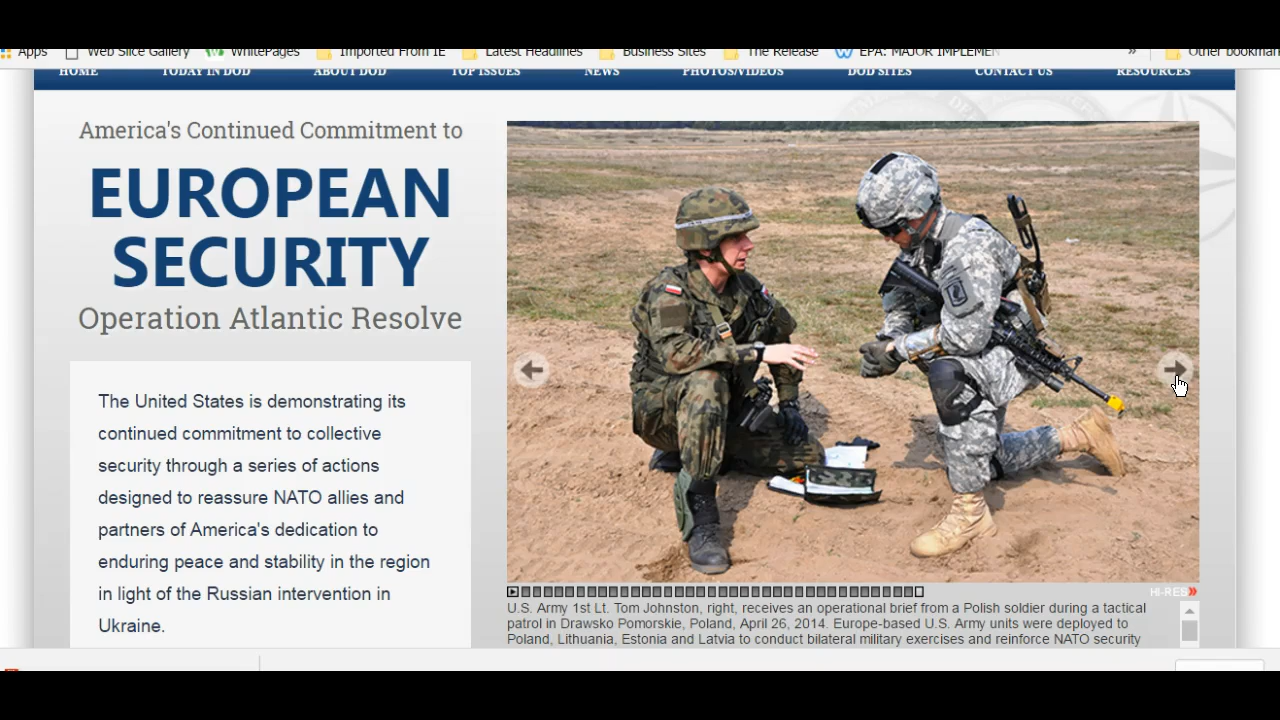 Apps Web Slice Gallery WhitePages Imported From IE Latest Headlines Business Sites The Release EPA: MAJOR IMPLEMEN » Other bookmar
HOME TODAY IN DOD ABOUT DOD TOP ISSUES NEWS PHOTOS/VIDEOS DOD SITES CONTACT US RESOURCES
America's Continued Commitment to
EUROPEAN
SECURITY
Operation Atlantic Resolve
The United States is demonstrating its
continued commitment to collective
security through a series of actions
designed to reassure NATO allies and
partners of America's dedication to
enduring peace and stability in the region
in light of the Russian intervention in
Ukraine.
HI-RES»
U.S. Army 1st Lt. Tom Johnston, right, receives an operational brief from a Polish soldier during a tactical
patrol in Drawsko Pomorskie, Poland, April 26, 2014. Europe-based U.S. Army units were deployed to
Poland, Lithuania, Estonia and Latvia to conduct bilateral military exercises and reinforce NATO security